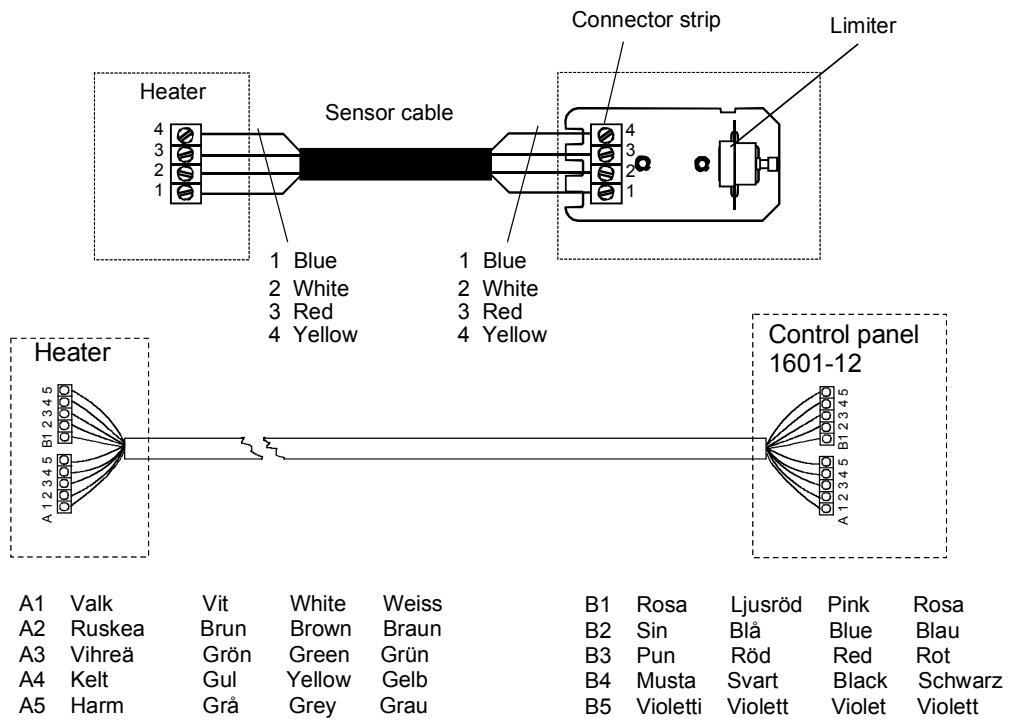 Connector strip
Limiter
Heater
Sensor cable
4
3
2
1
4
3
2
1
1 Blue
2 White
3 Red
4 Yellow
1 Blue
2 White
3 Red
4 Yellow
Heater
B1 2 3 4 5
A 1 2 3 4 5
Control panel
1601-12
B1 2 3 4 5
A 1 2 3 4 5
A1 Valk Vit White Weiss
A2 Ruskea Brun Brown Braun
A3 Vihreä Grön Green Grün
A4 Kelt Gul Yellow Gelb
A5 Harm Grå Grey Grau
B1 Rosa Ljusröd Pink Rosa
B2 Sin Blå Blue Blau
B3 Pun Röd Red Rot
B4 Musta Svart Black Schwarz
B5 Violetti Violett Violet Violett